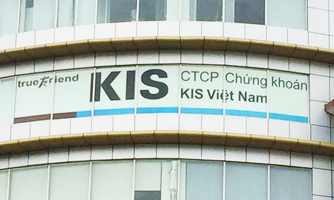 true Friend
KIS
CTCP Chứng khoán
KIS Việt Nam